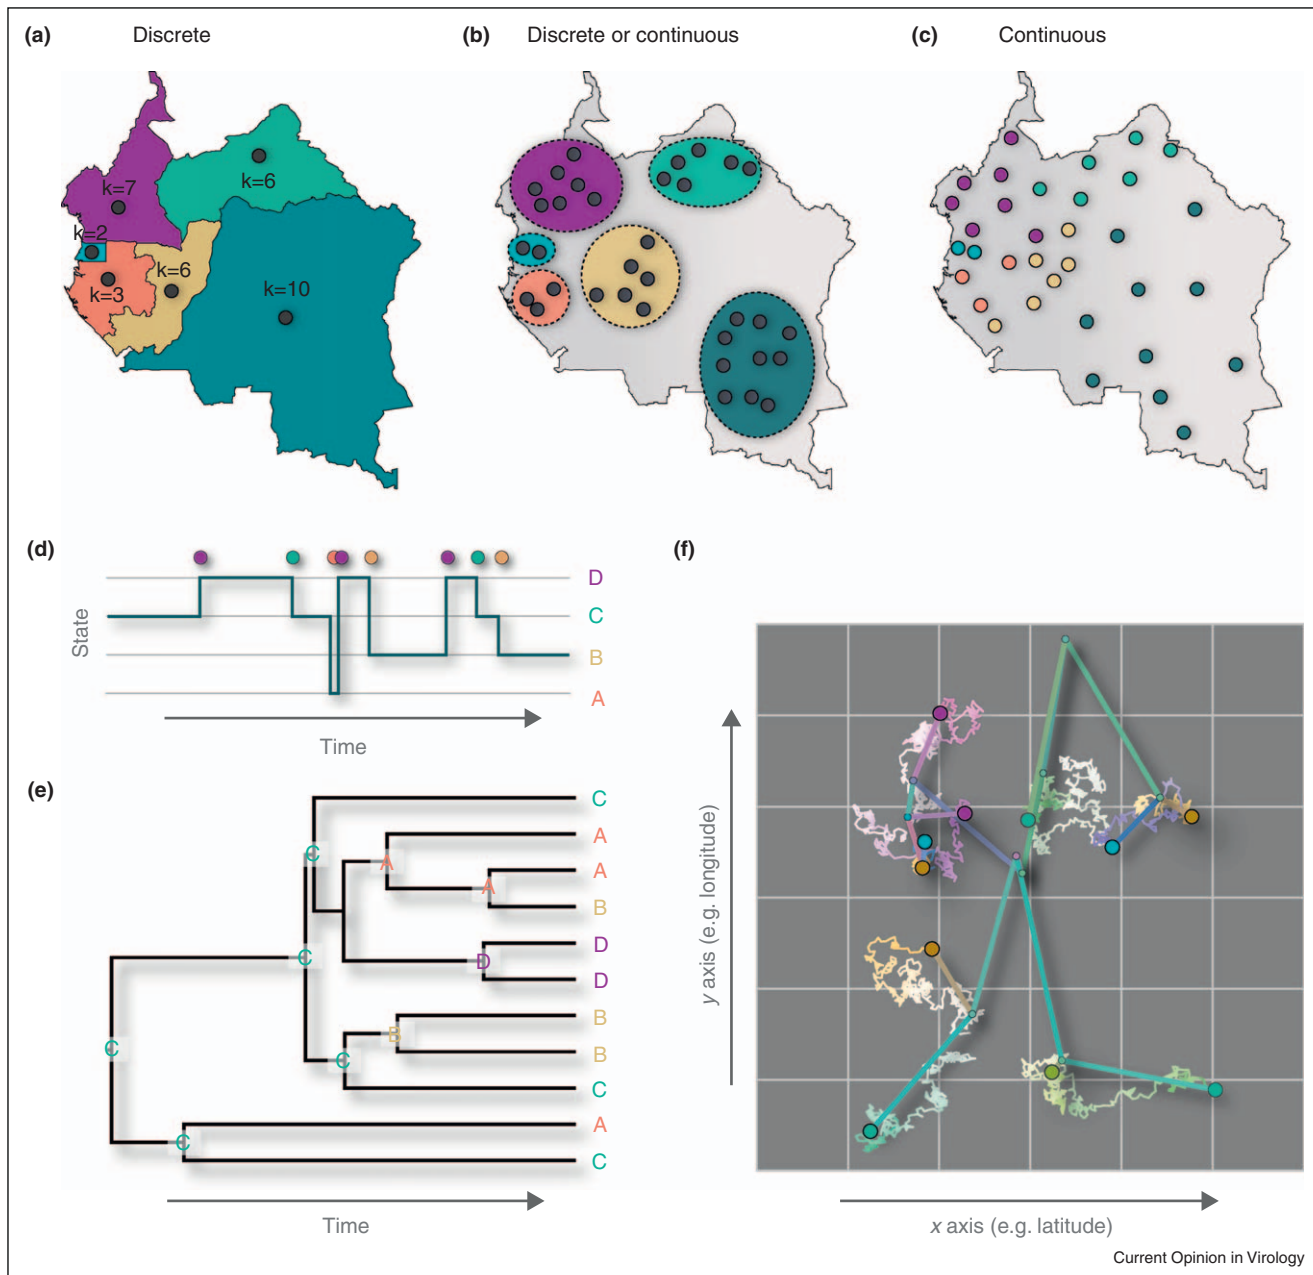 (a) Discrete
(b) Discrete or continuous
(c) Continuous
k=7
k=6
k=2
k=6
k=3
k=10
(d)
State
D
C
B
A
Time
(e)
C
A
A
B
D
D
B
B
C
A
C
C
A
A
C
D
B
C
C
C
Time
(f)
y axis (e.g. longitude)
x axis (e.g. latitude)
Current Opinion in Virology